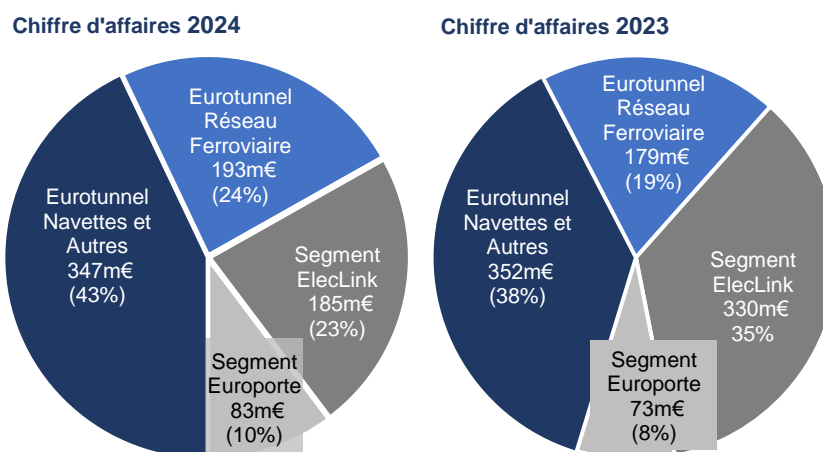 Chiffre d'affaires 2024
Eurotunnel
Réseau
Ferroviaire
193m€
(24%)
Eurotunnel
Navettes et
Autres
347m€
(43%)
Segment
ElecLink
185m€
(23%)
Segment
Europorte
83m€
(10%)
Chiffre d'affaires 2023
Eurotunnel
Réseau
Ferroviaire
179m€
(19%)
Eurotunnel
Navettes et
Autres
352m€
(38%)
Segment
ElecLink
330m€
35%
Segment
Europorte
73m€
(8%)